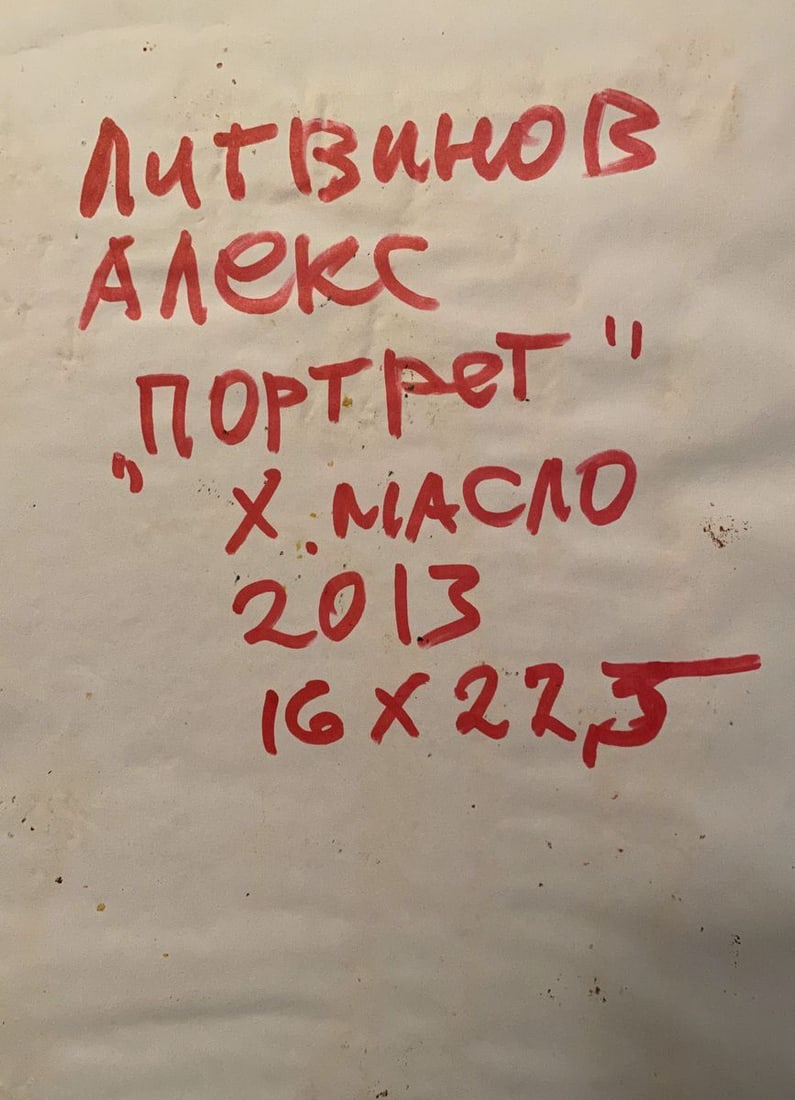 ЛИТВИНОВ
АЛЕКС
„ПОРТРЕТ"
Х. МАСЛО
2013
16 Х 22,5